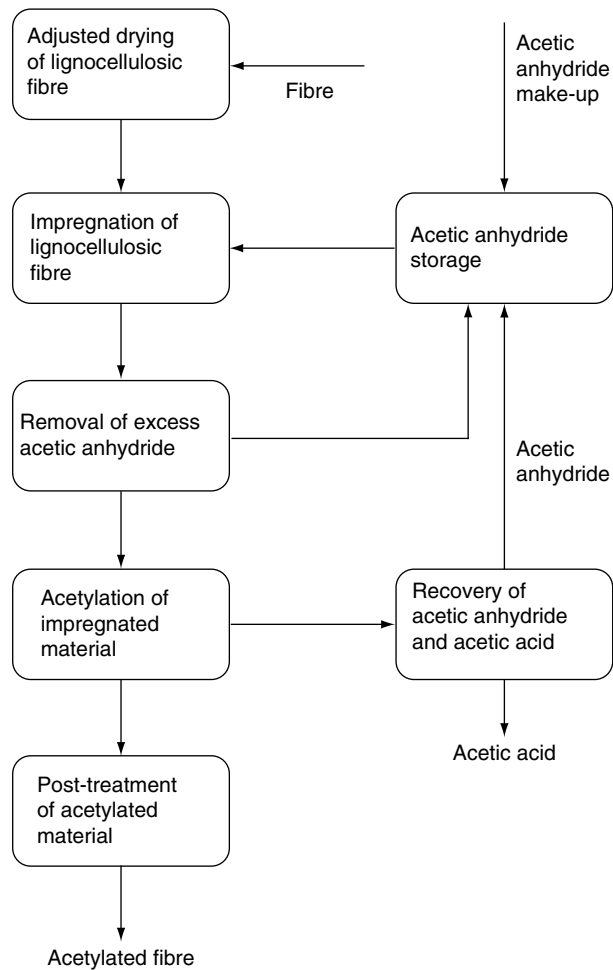 Adjusted drying
of lignocellulosic
fibre
Fibre
Acetic
anhydride
make-up
Impregnation of
lignocellulosic
fibre
Acetic anhydride
storage
Removal of excess
acetic anhydride
Acetic
anhydride
Acetylation of
impregnated
material
Recovery of
acetic anhydride
and acetic acid
Acetic acid
Post-treatment
of acetylated
material
Acetylated fibre